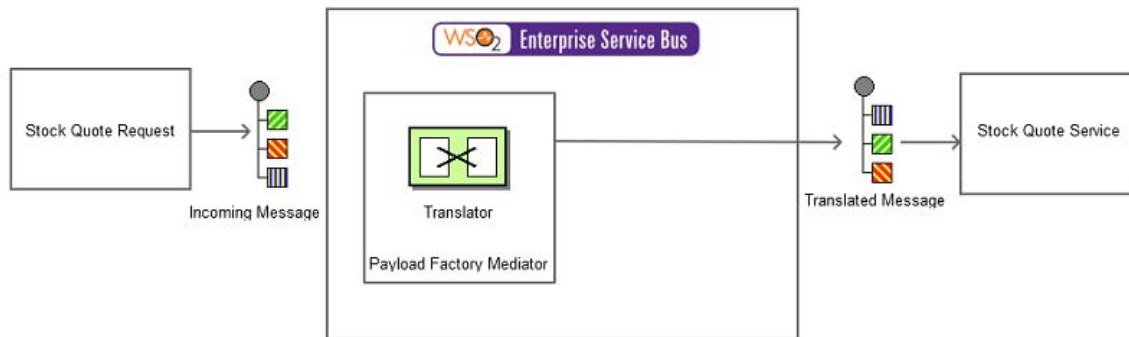 WSO2 Enterprise Service Bus
Stock Quote Request
Incoming Message
Translator
Payload Factory Mediator
Translated Message
Stock Quote Service